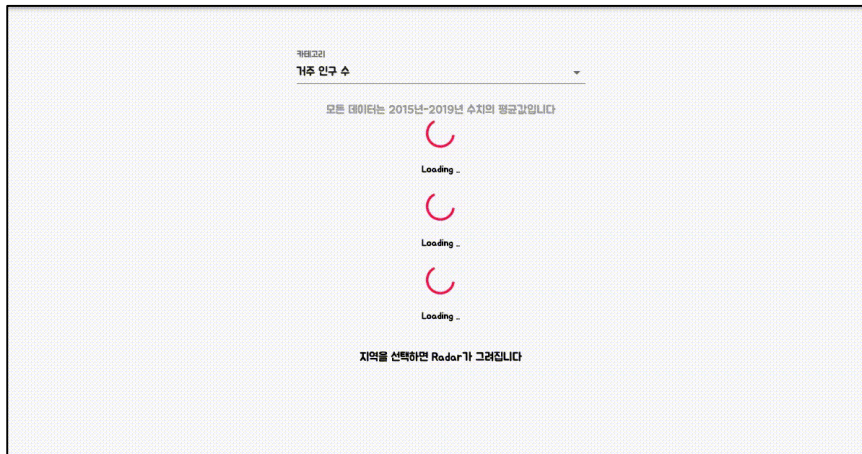 카테고리
거주 인구 수
모든 데이터는 2015년-2019년 수치의 평균값입니다
Loading ..
Loading ..
Loading ..
지역을 선택하면 Radar가 그려집니다